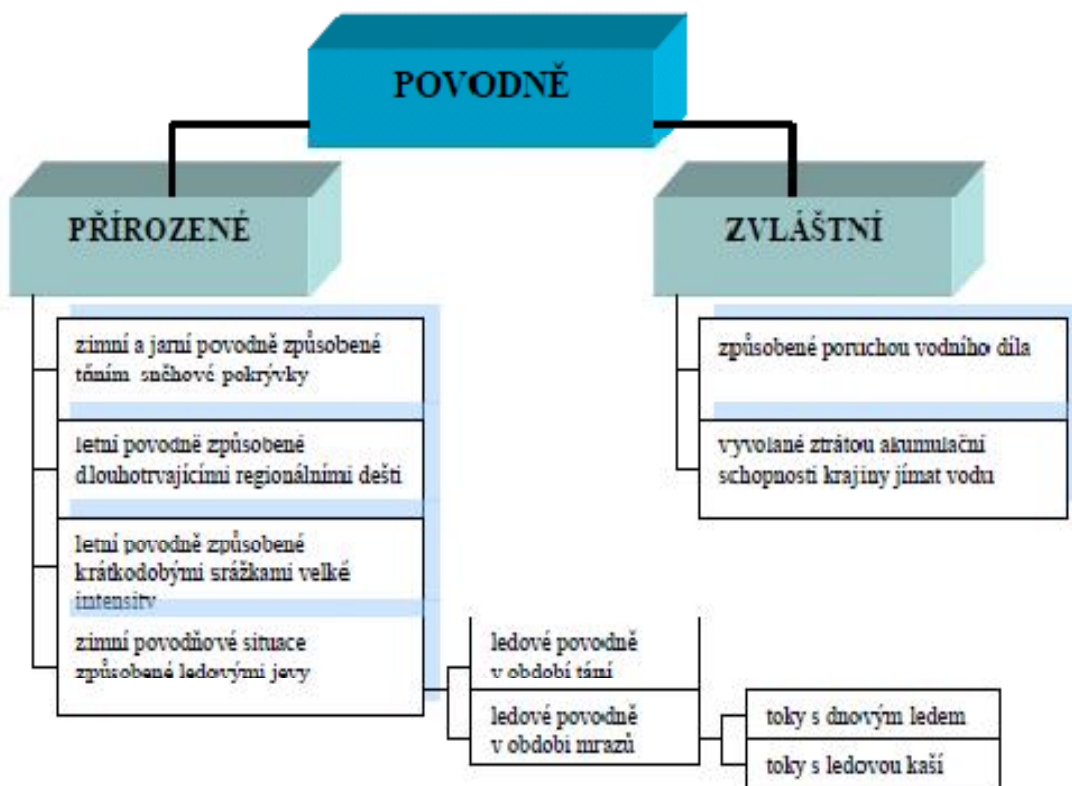 POVODNĚ
PŘÍROZENÉ
zimní a jarní povodně způsobené
táním sněhové pokrývky
letní povodně způsobené
dlouhotrvajícími regionálními dešti
letní povodně způsobené
krátkodobými srážkami velké
intensity
zimní povodňové situace
způsobené ledovými jevy
ledové povodně
v období tání
ledové povodně
v období mrazů
toky s dnovým ledem
toky s ledovou kaší
ZVLÁŠTNÍ
způsobené poruchou vodního díla
vyvolané ztrátou akumulační
schopnosti krajiny jímat vodu